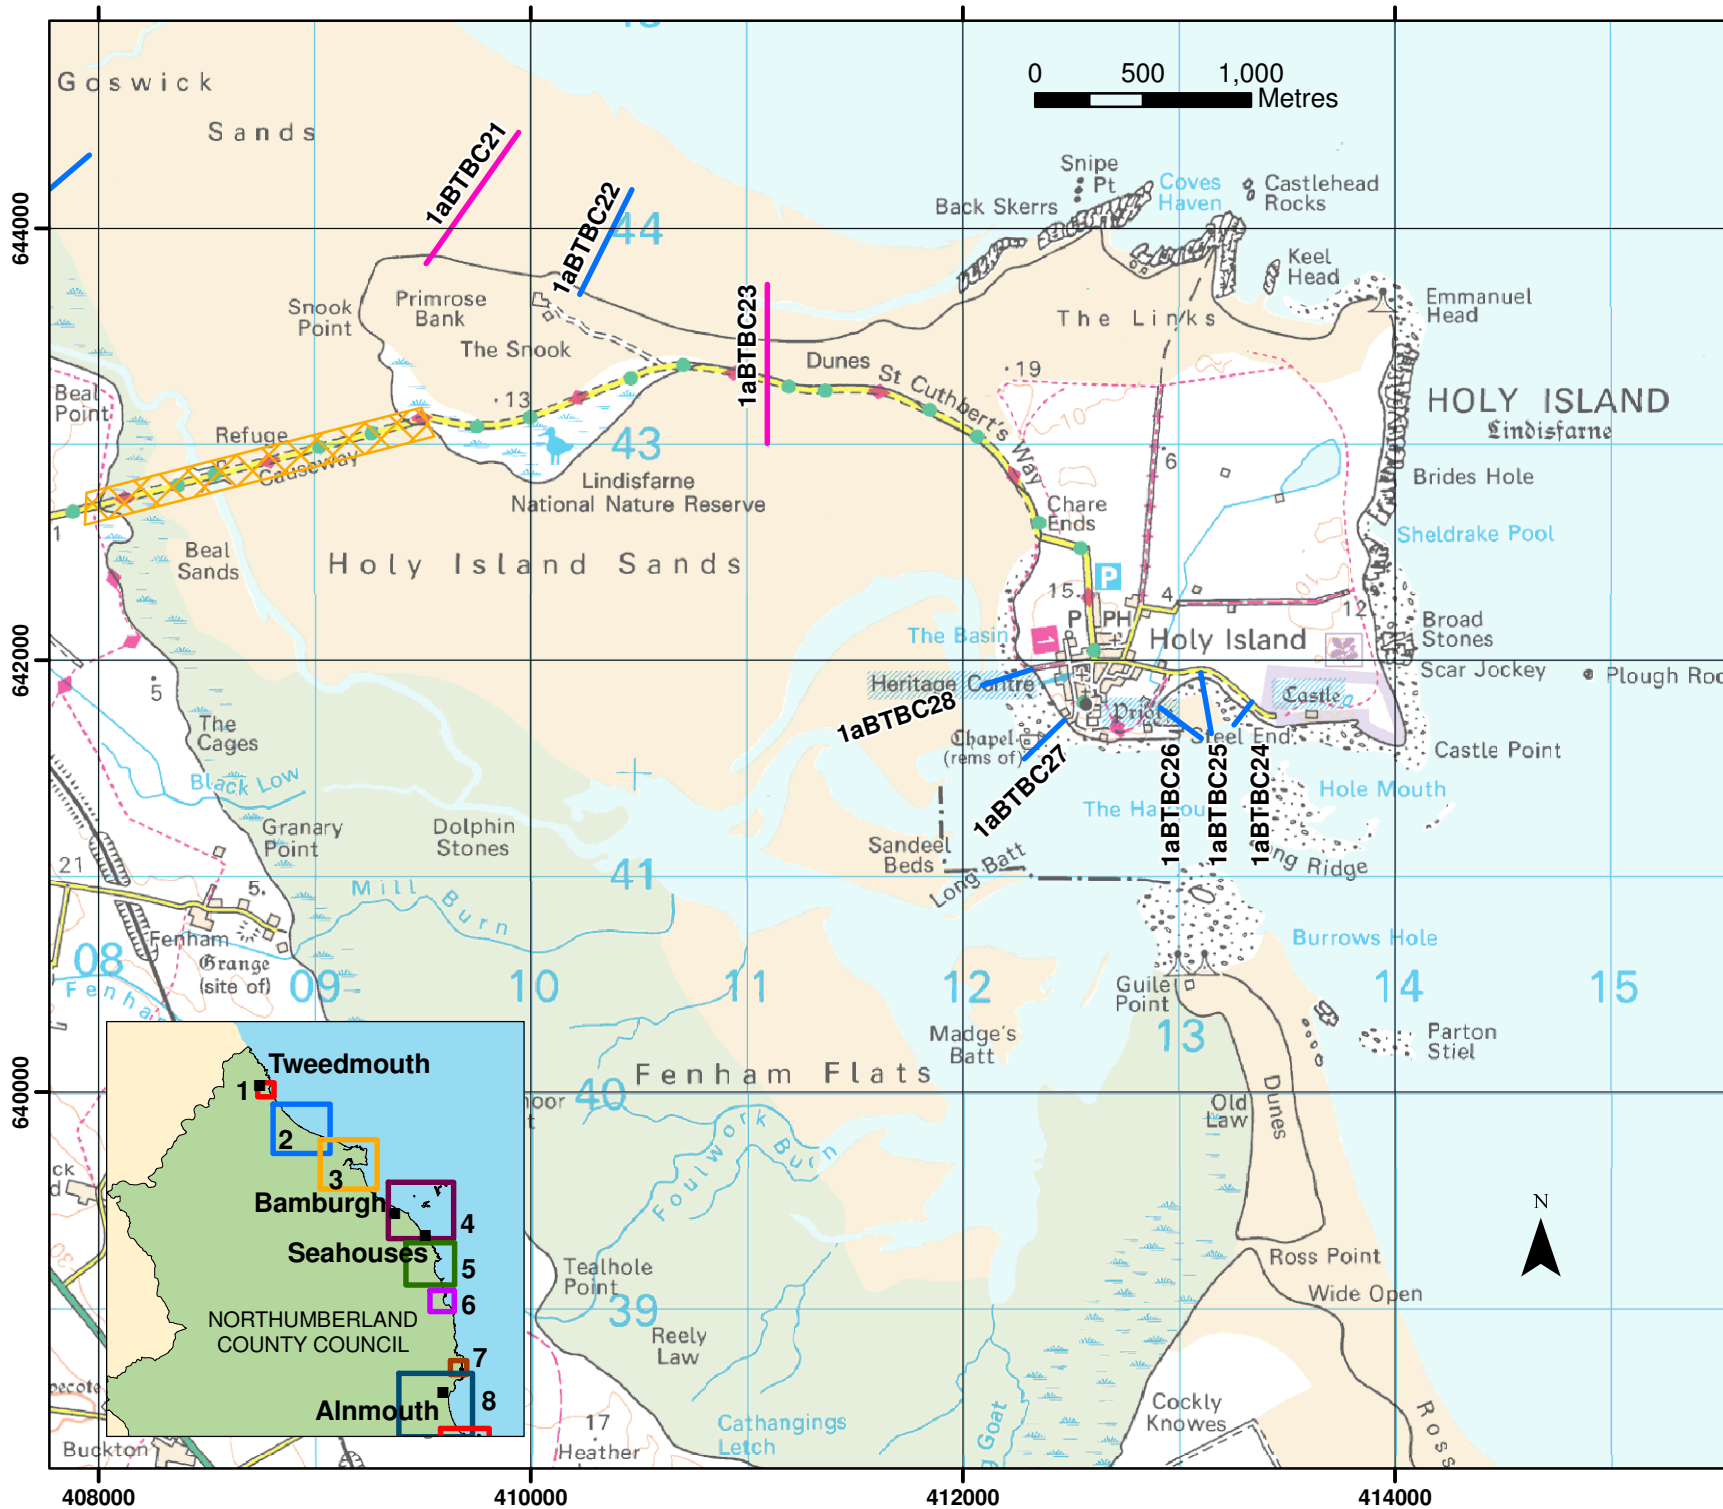 Goswick
Sands
0 500 1,000
Metres
1aBTBC21
1aBTBC22
44
1aBTBC23
Snipe
Pt
Back Skerrs
Coves
Haven
Castlehead
Rocks
Keel
Head
Emmanuel
Head
644000
Snook
Point
Primrose
Bank
The Snook
Dunes
The Links
St Cuthbert's Way
19
10
HOLY ISLAND
Lindisfarne
Beal
Point
13
Refuge
Causeway
43
Lindisfarne
National Nature Reserve
6
Brides Hole
Chare
Ends
Sheldrake Pool
1
Beal
Sands
Holy Island Sands
P
15
4
10
12
P
PH
1
The Basin
Holy Island
Broad
Stones
642000
Scar Jockey
Heritage Centre
Castle
5
1aBTBC28
The
Cages
Chapel
(rems of)
Steel End
Castle Point
1aBTBC27
1aBTBC26
1aBTBC25
1aBTBC24
Black Low
Hole Mouth
Granary
Point
Dolphin
Stones
Sandeel
Beds
Long Batt
21
5
41
Mill Burn
Fenham
Grange
(site of)
Burrows Hole
08
09
10
11
12
13
14
15
Guile
Point
Madge's
Batt
Parton
Stiel
Fenham Flats
640000
40
Old
Law
Dunes
Foulwork Burn
Tweedmouth
1
2
3
Bamburgh
4
Seahouses
5
6
NORTHUMBERLAND
COUNTY COUNCIL
7
8
Alnmouth
N
Tealhole
Point
Ross Point
Wide Open
39
Reely
Law
30
Cockly
Knowes
Ross
17
Heather
Cathangings
Letch
Goat
Buckton
408000 410000 412000 414000